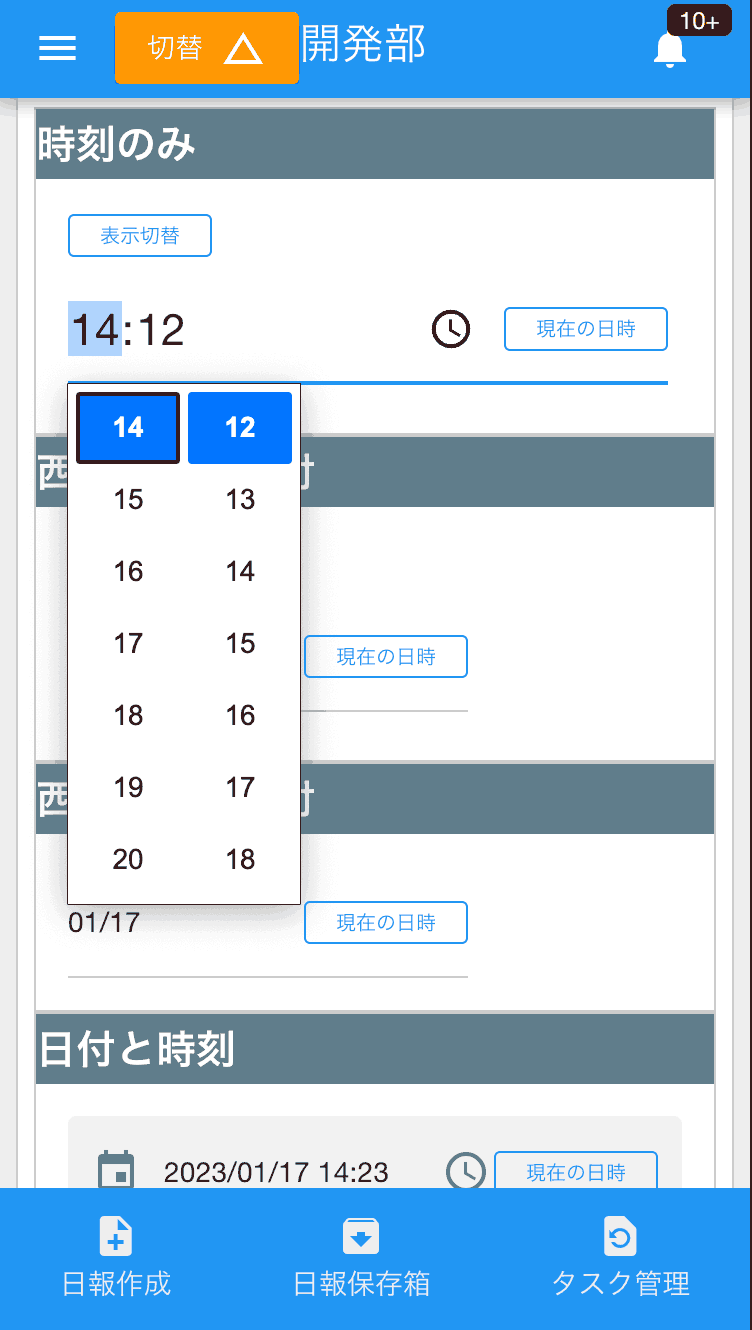 切替
開発部
10+
時刻のみ
表示切替
14:12
現在の日時
14 12
15 13
16 14
17 15
18 16
19 17
20 18
西
現在の日時
西
01/17
現在の日時
日付と時刻
2023/01/17 14:23
現在の日時
日報作成
日報保存箱
タスク管理